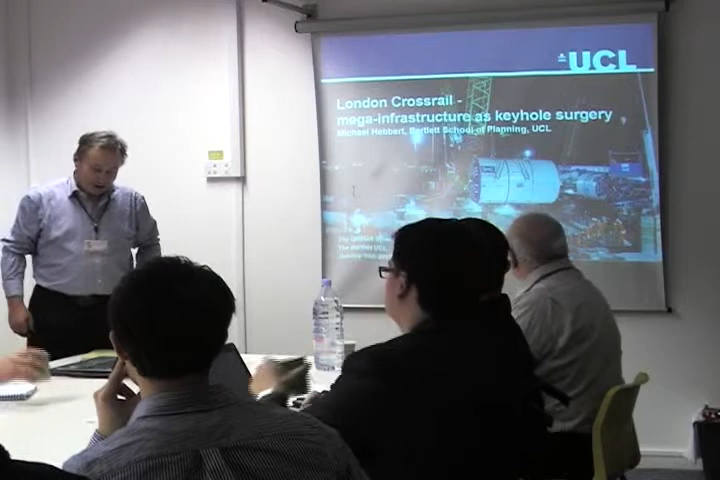 UCL
London Crossrail -
mega-infrastructure as keyhole surgery
Michael Hebbert, Bartlett School of Planning, UCL